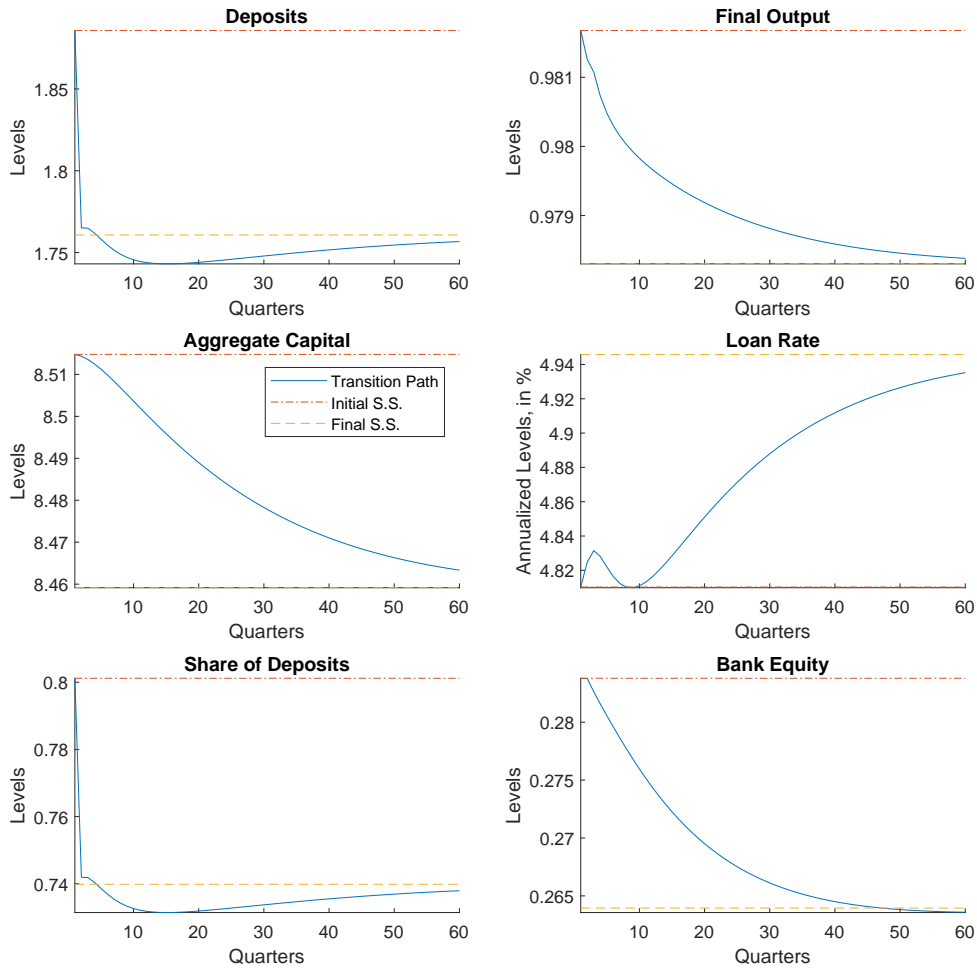 Deposits
Levels
1.85
1.8
1.75
10 20 30 40 50 60
Quarters
Final Output
Levels
0.981
0.98
0.979
10 20 30 40 50 60
Quarters
Aggregate Capital
Levels
8.51
8.5
8.49
8.48
8.47
8.46
Transition Path
Initial S.S.
Final S.S.
10 20 30 40 50 60
Quarters
Loan Rate
Annualized Levels, in %
4.94
4.92
4.9
4.88
4.86
4.84
4.82
10 20 30 40 50 60
Quarters
Share of Deposits
Levels
0.8
0.78
0.76
0.74
10 20 30 40 50 60
Quarters
Bank Equity
Levels
0.28
0.275
0.27
0.265
10 20 30 40 50 60
Quarters